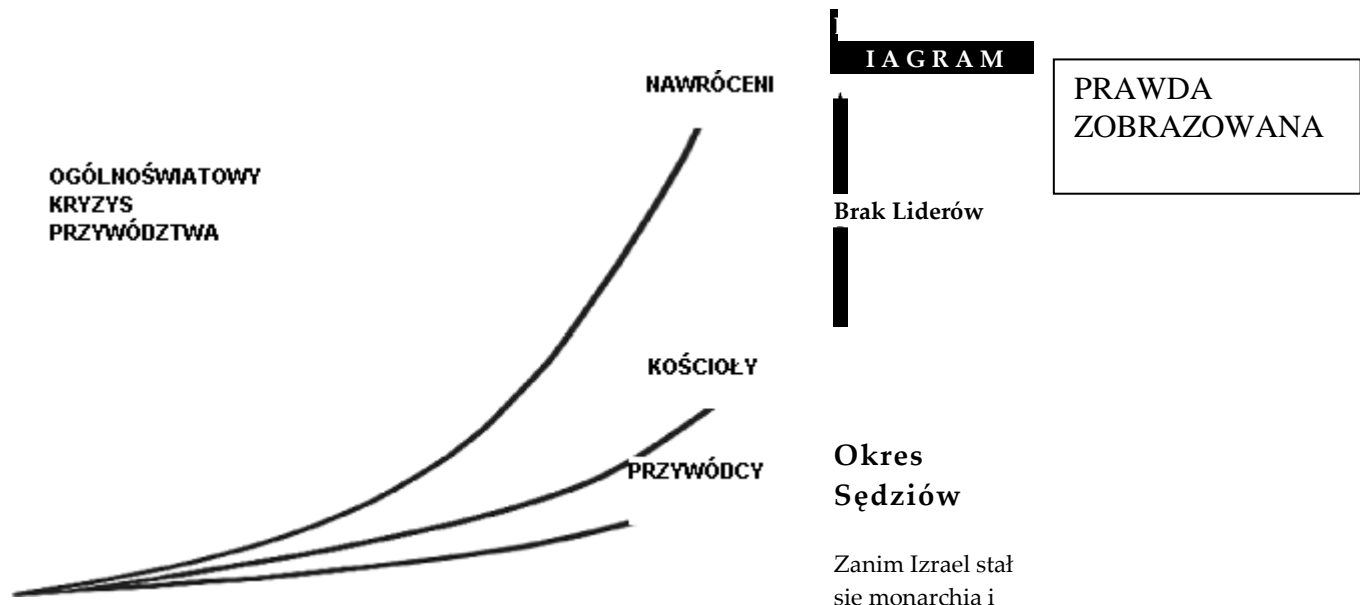 NAWRÓCENI
OGÓLNOŚWIATOWY
KRYZYS
PRZYWÓDZTWA
KOŚCIOŁY
PRZYWÓDCY
IAGRAM
PRAWDA
ZOBRAZOWANA
Brak Liderów
Okres
Sędziów
Zanim Izrael stał
sie monarchia i